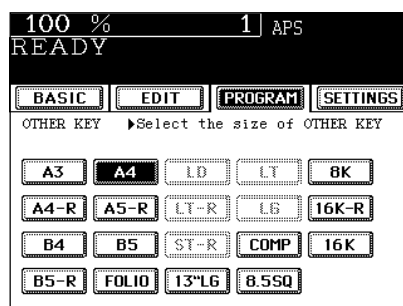 100 % 1 APS
READY
BASIC EDIT PROGRAM SETTINGS
OTHER KEY ▶Select the size of OTHER KEY
A3 A4 LD LT 8K
A4-R A5-R LT-R LG 16K-R
B4 B5 ST-R COMP 16K
B5-R FOLIO 13"LG 8.5SQ